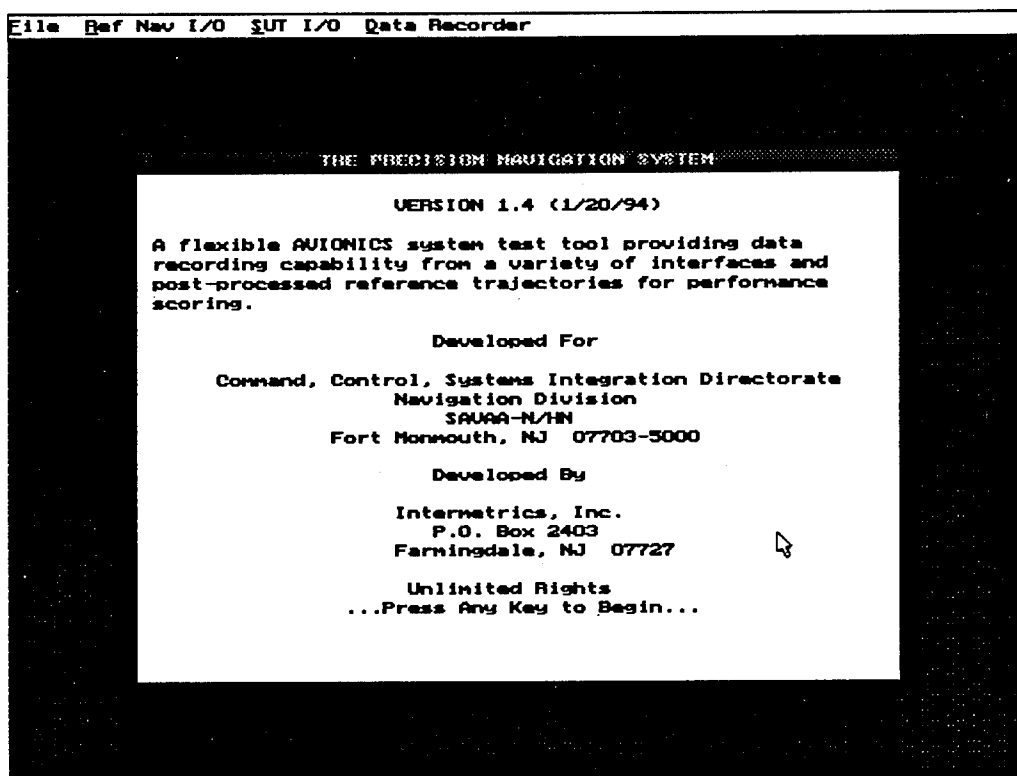 File Ref Nav I/O SUT I/O Data Recorder
THE PRECISION NAVIGATION SYSTEM
VERSION 1.4 (1/20/94)
A flexible AVIONICS system test tool providing data
recording capability from a variety of interfaces and
post-processed reference trajectories for performance
scoring.
Developed For
Command, Control, Systems Integration Directorate
Navigation Division
SAVAA-N/HN
Fort Monmouth, NJ 07703-5000
Developed By
Intermetrics, Inc.
P.O. Box 2403
Farmingdale, NJ 07727
Unlimited Rights
...Press Any Key to Begin...